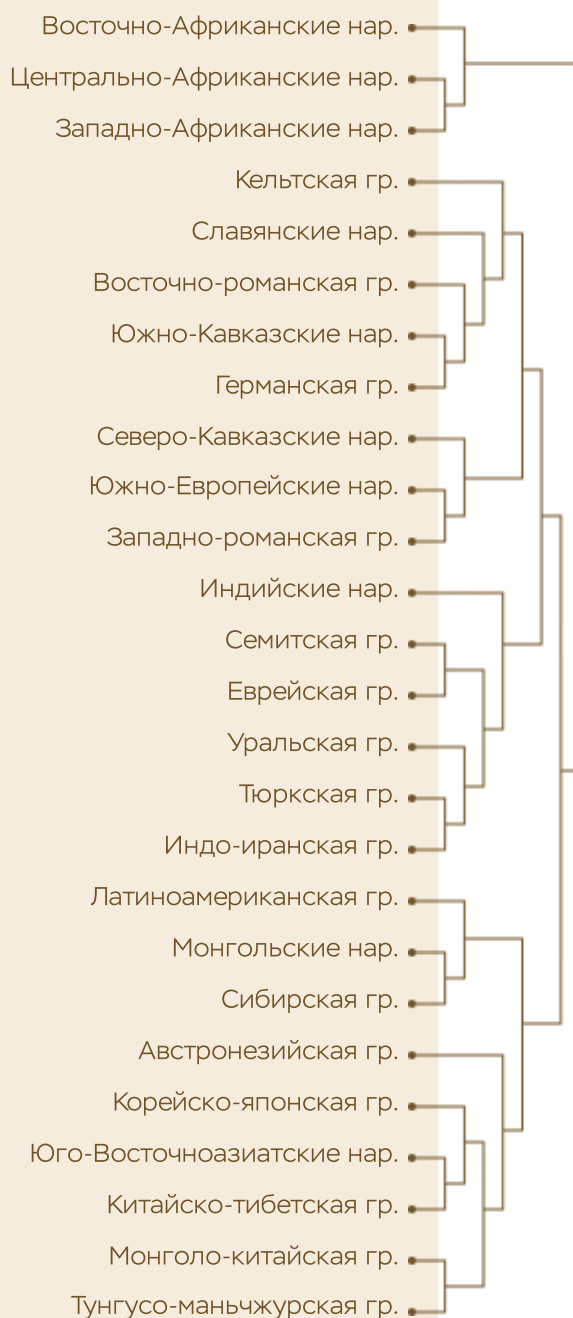 Восточно-Африканские нар.
Центрально-Африканские нар.
Западно-Африканские нар.
Кельтская гр.
Славянские нар.
Восточно-романская гр.
Южно-Кавказские нар.
Германская гр.
Северо-Кавказские нар.
Южно-Европейские нар.
Западно-романская гр.
Индийские нар.
Семитская гр.
Еврейская гр.
Уральская гр.
Тюркская гр.
Индо-иранская гр.
Латиноамериканская гр.
Монгольские нар.
Сибирская гр.
Австронезийская гр.
Корейско-японская гр.
Юго-Восточноазиатские нар.
Китайско-тибетская гр.
Монголо-китайская гр.
Тунгусо-маньчжурская гр.